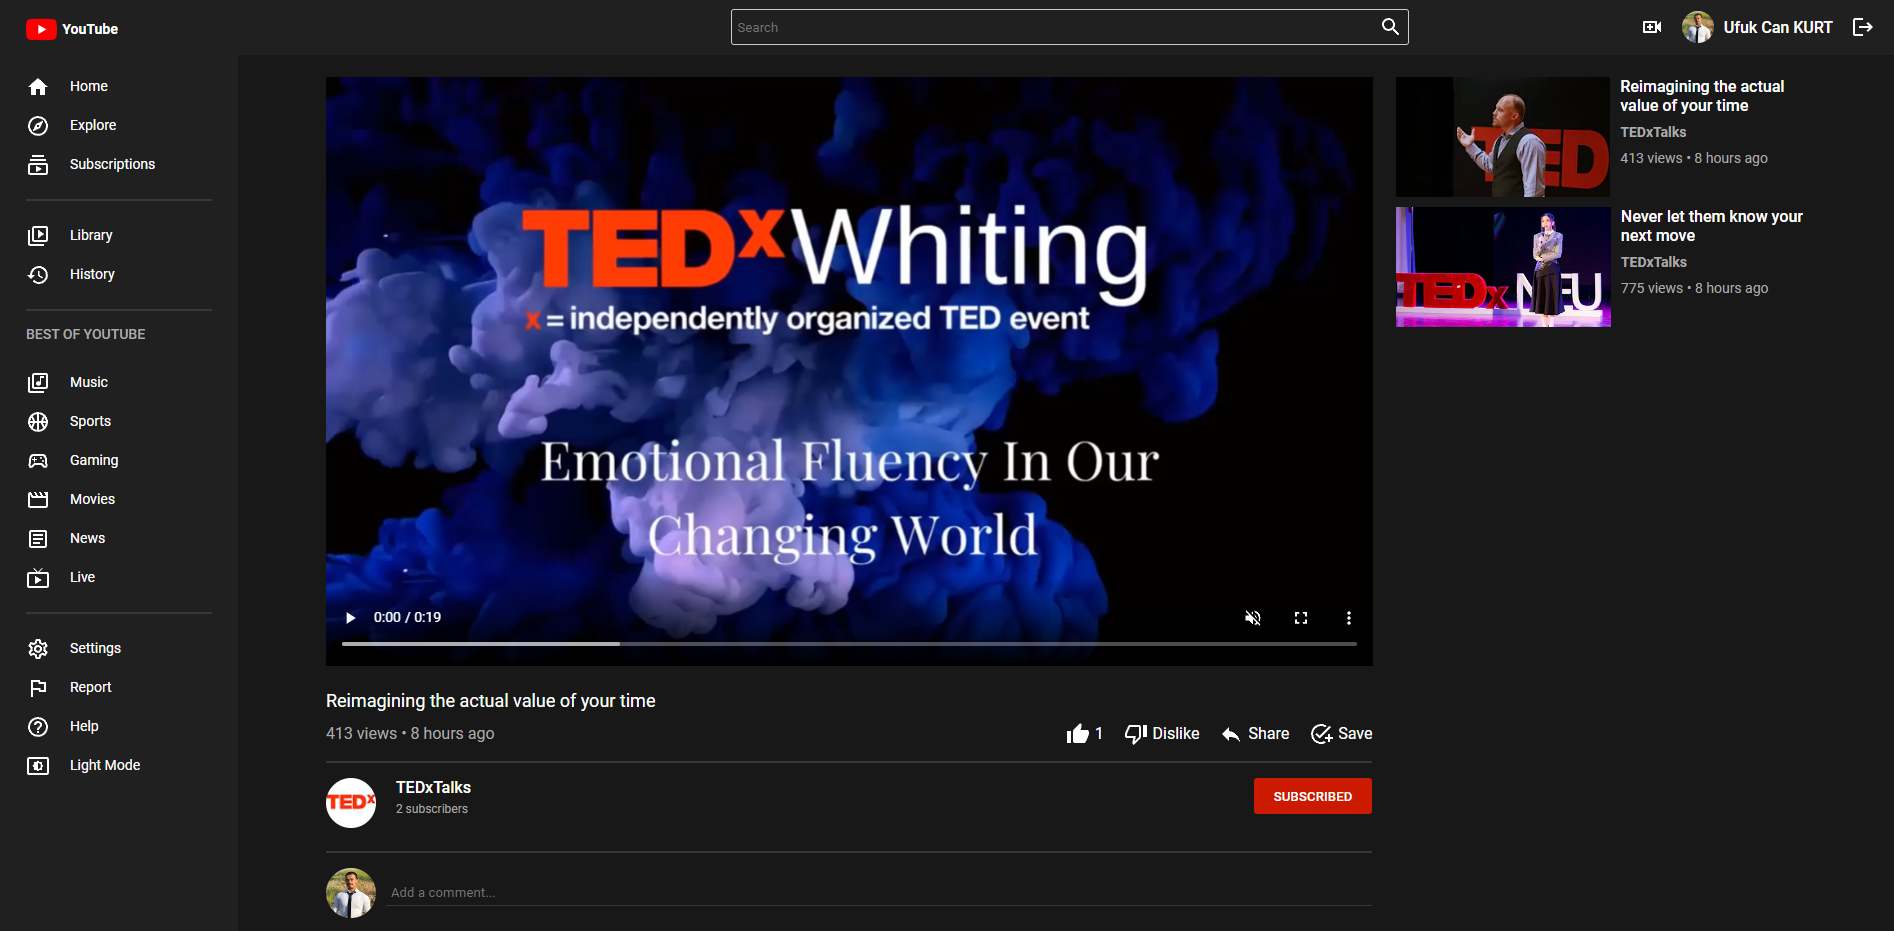 YouTube
Search
Ufuk Can KURT
Home
Explore
Subscriptions
Library
History
BEST OF YOUTUBE
Music
Sports
Gaming
Movies
News
Live
Settings
Report
Help
Light Mode
TEDxWhiting
x = independently organized TED event
Emotional Fluency In Our
Changing World
0:00 / 0:19
Reimagining the actual value of your time
413 views • 8 hours ago
1
Dislike
Share
Save
TEDx
TEDxTalks
2 subscribers
SUBSCRIBED
Add a comment...
TED
Reimagining the actual
value of your time
TEDxTalks
413 views • 8 hours ago
TEDx NEU
Never let them know your
next move
TEDxTalks
775 views • 8 hours ago